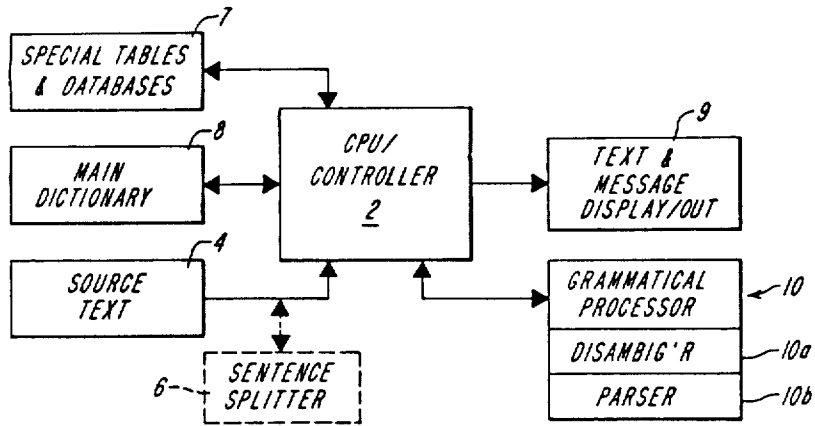 7
SPECIAL TABLES
& DATABASES
8
MAIN
DICTIONARY
4
SOURCE
TEXT
6
SENTENCE
SPLITTER
CPU/
CONTROLLER
2
9
TEXT &
MESSAGE
DISPLAY/OUT
GRAMMATICAL
PROCESSOR
10
DISAMBIG'R
10a
PARSER
10b